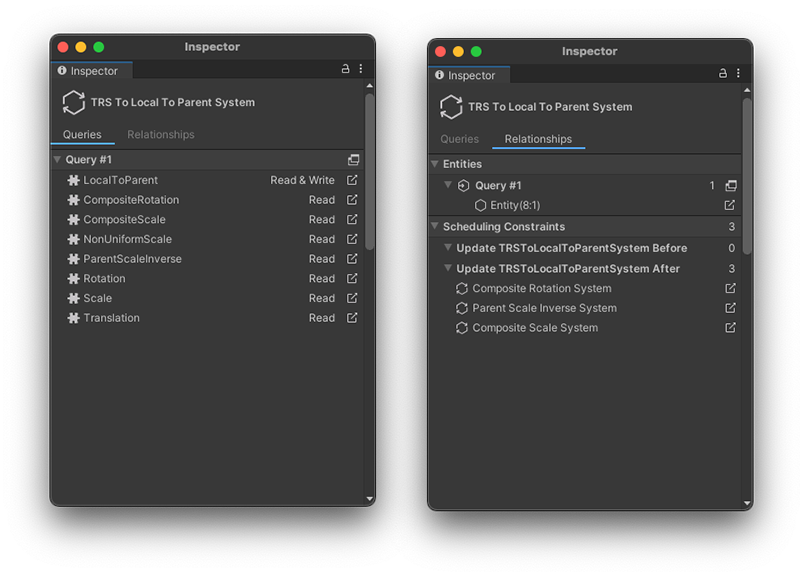 Inspector
Inspector
TRS To Local To Parent System
Queries Relationships
Query #1
LocalToParent Read & Write
CompositeRotation Read
CompositeScale Read
NonUniformScale Read
ParentScaleInverse Read
Rotation Read
Scale Read
Translation Read
Inspector
Inspector
TRS To Local To Parent System
Queries Relationships
Entities
Query #1 1
Entity(8:1)
Scheduling Constraints 3
Update TRSToLocalToParentSystem Before 0
Update TRSToLocalToParentSystem After 3
Composite Rotation System
Parent Scale Inverse System
Composite Scale System